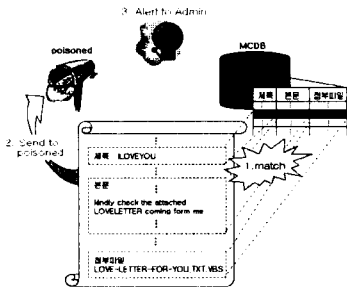 3. Alert to Admin
poisoned
MCDB
제목 본문 첨부파일
2. Send to
poisoned
1.match
제목 ILOVEYOU
본문
kindly check the attached
LOVELETTER coming form me
첨부파일
LOVE-LETTER-FOR-YOU.TXT.VBS